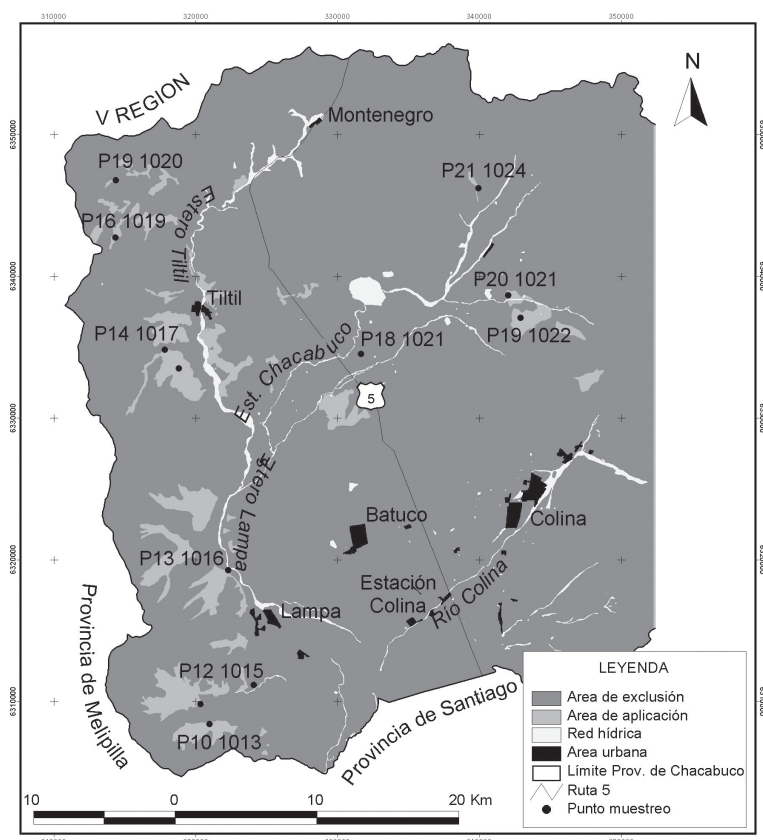 310000 320000 330000 340000 350000
V REGION
N
Montenegro
6350000
P19 1020
P21 1024
P16 1019
Estero Tiltil
6340000
P20 1021
Tiltil
P19 1022
P14 1017
P18 1021
Est. Chacabuco
5
6330000
Estero Lampa
Batuco
Colina
6320000
P13 1016
Estación
Colina
Río Colina
Lampa
Provincia de Melipilla
P12 1015
6310000
P10 1013
Provincia de Santiago
LEYENDA
Area de exclusión
Area de aplicación
Red hídrica
Area urbana
Límite Prov. de Chacabuco
Ruta 5
Punto muestreo
10 0 10 20 Km